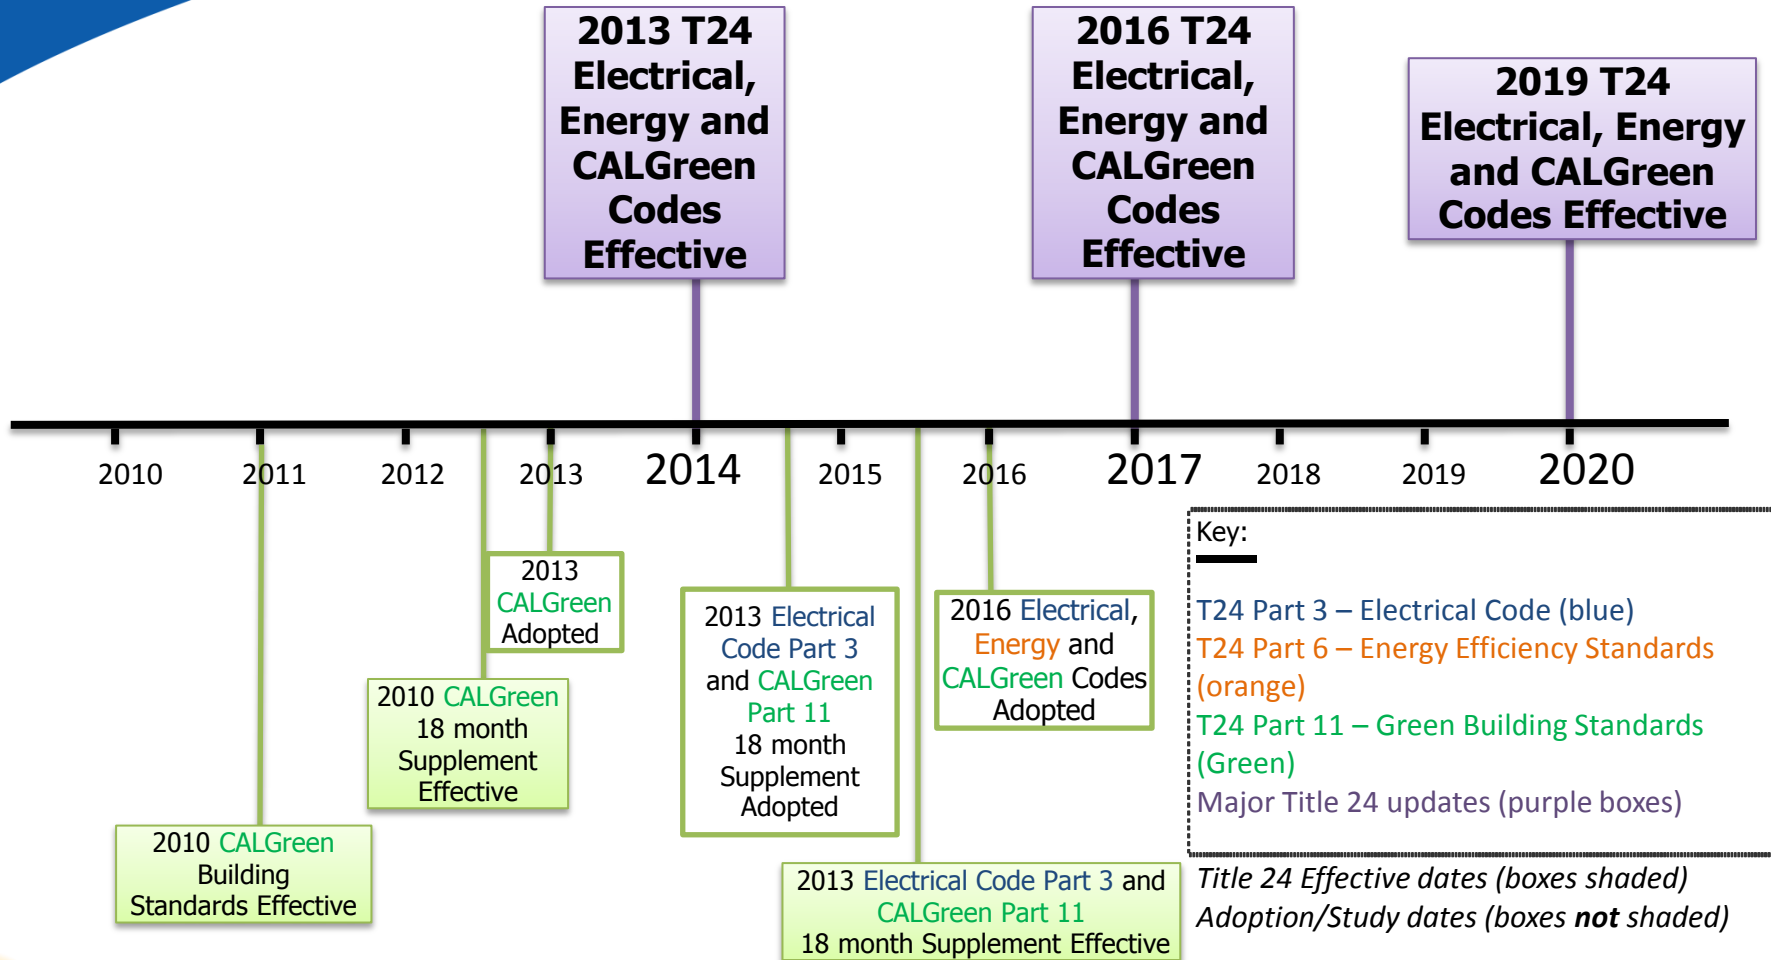 2013 T24
Electrical,
Energy and
CALGreen
Codes
Effective
2016 T24
Electrical,
Energy and
CALGreen
Codes
Effective
2019 T24
Electrical, Energy
and CALGreen
Codes Effective
2010
2011
2012
2013
2014
2015
2016
2017
2018
2019
2020
2013
CALGreen
Adopted
2010 CALGreen
18 month
Supplement
Effective
2010 CALGreen
Building
Standards Effective
2013 Electrical
Code Part 3
and CALGreen
Part 11
18 month
Supplement
Adopted
2016 Electrical,
Energy and
CALGreen Codes
Adopted
2013 Electrical Code Part 3 and
CALGreen Part 11
18 month Supplement Effective
Key:
T24 Part 3 – Electrical Code (blue)
T24 Part 6 – Energy Efficiency Standards
(orange)
T24 Part 11 – Green Building Standards
(Green)
Major Title 24 updates (purple boxes)
Title 24 Effective dates (boxes shaded)
Adoption/Study dates (boxes not shaded)